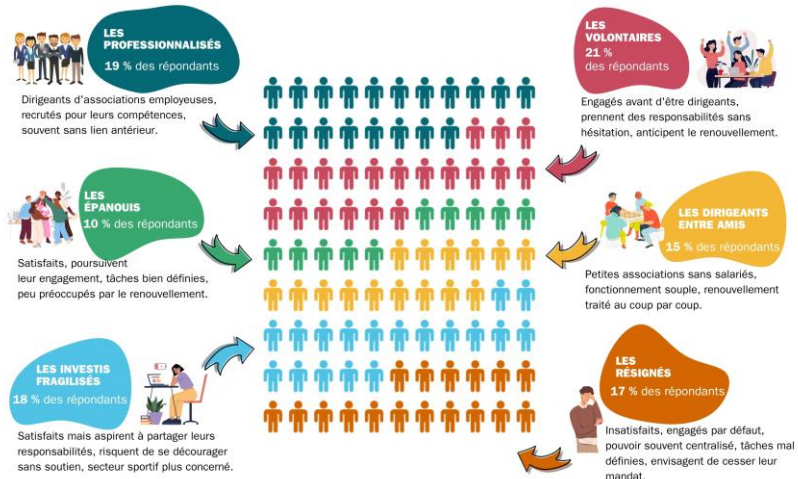 LES
PROFESSIONNALISÉS
19 % des répondants
Dirigeants d'associations employeuses,
recrutés pour leurs compétences,
souvent sans lien antérieur.
LES
VOLONTAIRES
21 %
des répondants
Engagés avant d'être dirigeants,
prennent des responsabilités sans
hésitation, anticipent le renouvellement.
LES
ÉPANOUIS
10 % des répondants
Satisfaits, poursuivent
leur engagement, tâches bien définies,
peu préoccupés par le renouvellement.
LES DIRIGEANTS
ENTRE AMIS
15 % des répondants
Petites associations sans salariés,
fonctionnement souple, renouvellement
traité au coup par coup.
LES INVESTIS
FRAGILISÉS
18 % des répondants
Satisfaits mais aspirent à partager leurs
responsabilités, risquent de se décourager
sans soutien, secteur sportif plus concerné.
LES
RÉSIGNÉS
17 % des répondants
Insatisfaits, engagés par défaut,
pouvoir souvent centralisé, tâches mal
définies, envisagent de cesser leur
mandat.